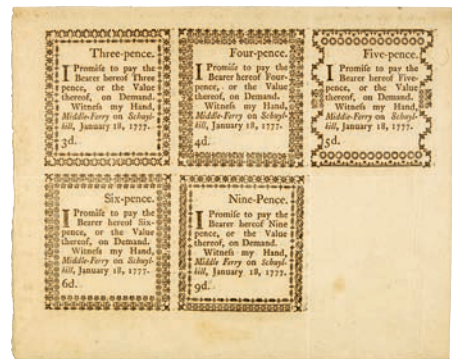 Three-pence.
I Promise to pay the
Bearer hereof Three
pence, or the Value
thereof, on Demand.
Witness my Hand,
Middle-Ferry on Schuyl-
kill, January 18, 1777.
3d.
Four-pence.
I Promise to pay the
Bearer hereof Four-
pence, or the Value
thereof, on Demand.
Witness my Hand,
Middle-Ferry on Schuyl-
kill, January 18, 1777.
4d.
Five-pence.
I Promise to pay the
Bearer hereof Five-
pence, or the Value
thereof, on Demand.
Witness my Hand,
Middle-Ferry on Schuyl-
kill, January 18, 1777.
5d.
Six-pence.
I Promise to pay the
Bearer hereof Six-
pence, or the Value
thereof, on Demand.
Witness my Hand,
Middle-Ferry on Schuyl-
kill, January 18, 1777.
6d.
Nine-Pence.
I Promise to pay the
Bearer hereof Nine
pence, or the Value
thereof, on Demand.
Witness my Hand,
Middle Ferry on Schuyl-
kill, January 18, 1777.
9d.